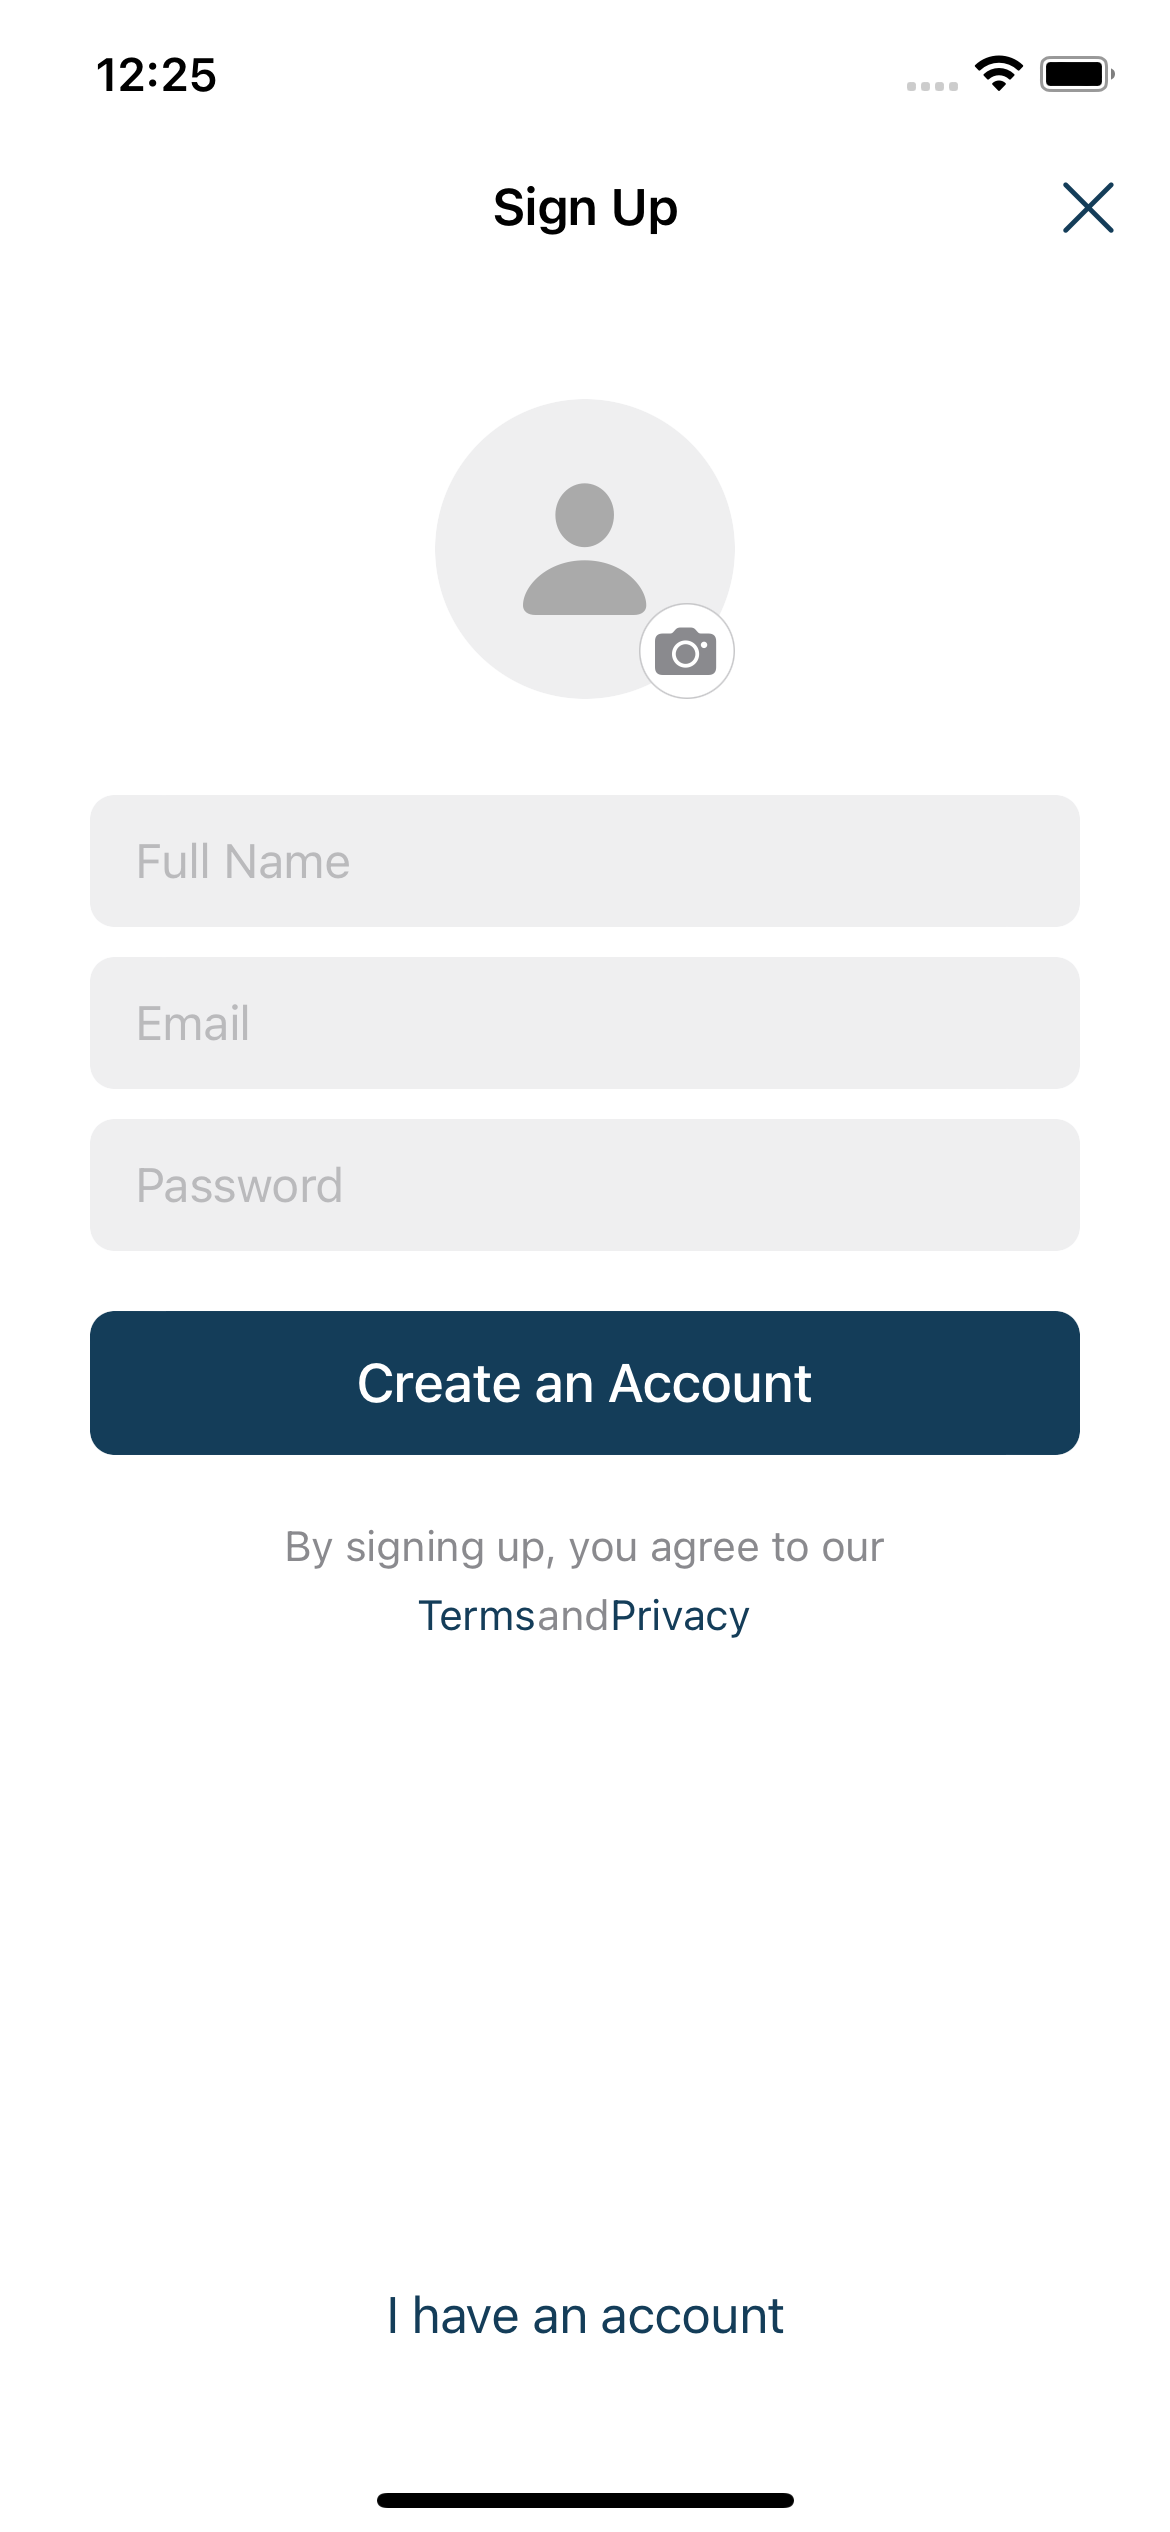 12:25
Sign Up
Full Name
Email
Password
Create an Account
By signing up, you agree to our
TermsandPrivacy
I have an account